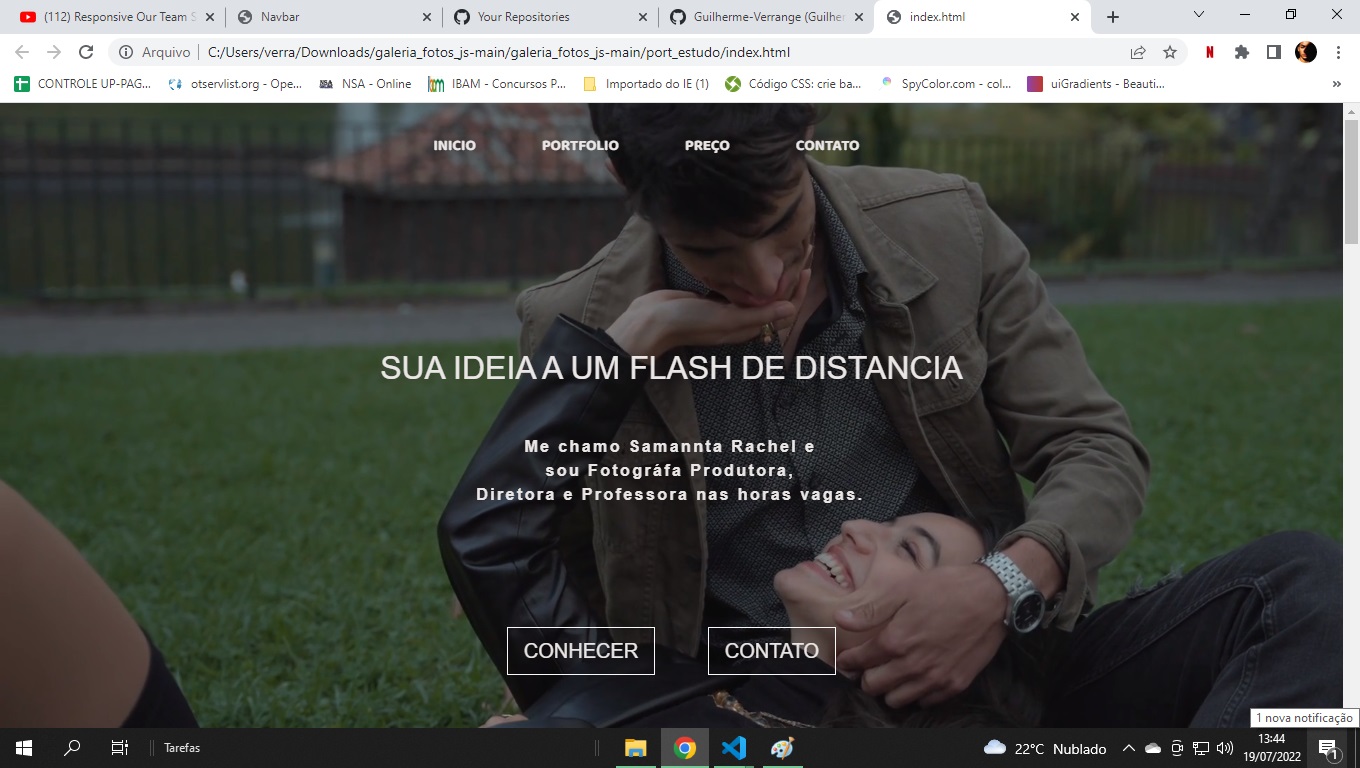 (112) Responsive Our Team S
Navbar
Your Repositories
Guilherme-Verrange (Guilher
index.html
Arquivo
C:/Users/verra/Downloads/galeria_fotos_js-main/galeria_fotos_js-main/port_estudo/index.html
N
CONTROLE UP-PAG...
otservlist.org - Ope...
NSA - Online
IBAM - Concursos P...
Importado do IE (1)
Código CSS: crie ba...
SpyColor.com - col...
uiGradients - Beauti...
»
INICIO
PORTFOLIO
PREÇO
CONTATO
SUA IDEIA A UM FLASH DE DISTANCIA
Me chamo Samannta Rachel e
sou Fotográfa Produtora,
Diretora e Professora nas horas vagas.
CONHECER
CONTATO
1 nova notificação
Tarefas
22°C Nublado
13:44
19/07/2022
1